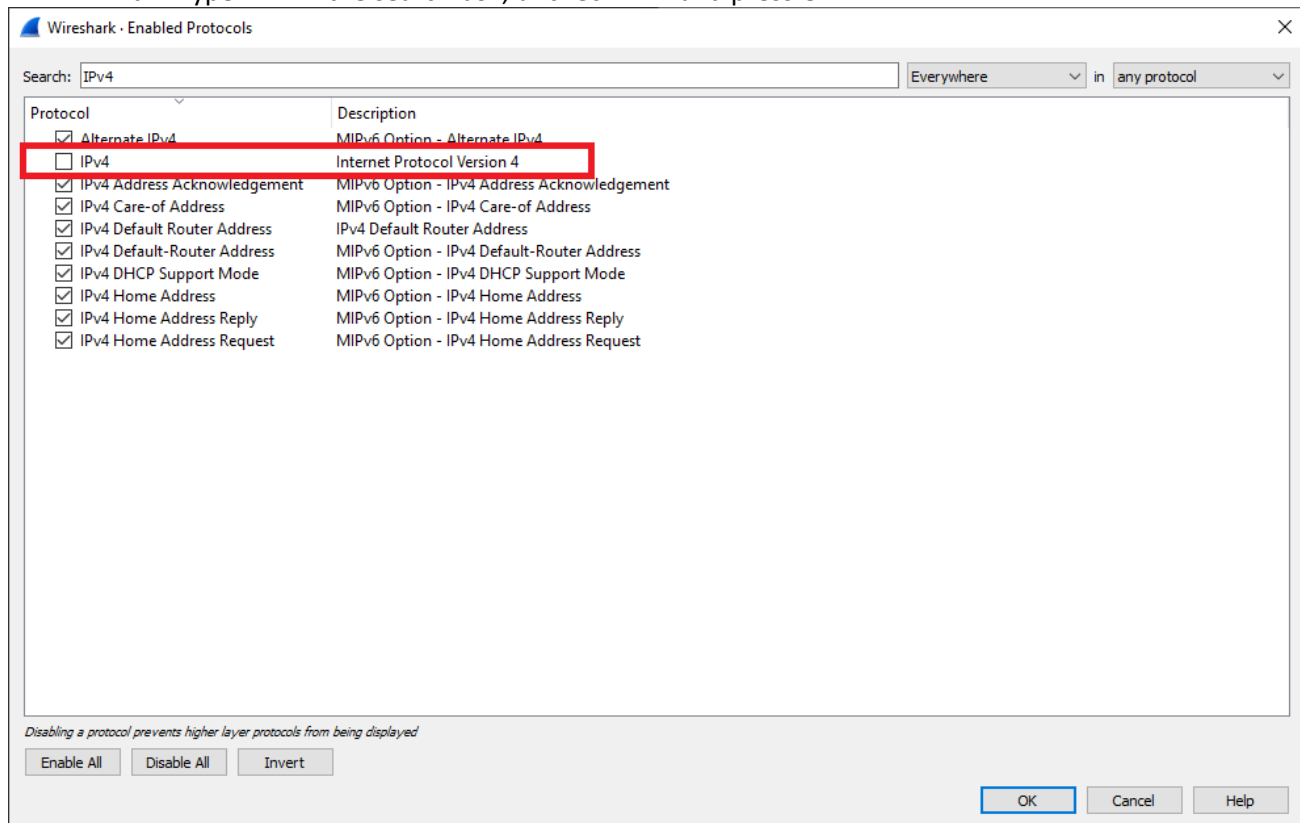 Wireshark · Enabled Protocols
Search: IPv4 Everywhere in any protocol
Protocol Description
Alternate IPv4 MIPv6 Option - Alternate IPv4
IPv4 Internet Protocol Version 4
IPv4 Address Acknowledgement MIPv6 Option - IPv4 Address Acknowledgement
IPv4 Care-of Address MIPv6 Option - IPv4 Care-of Address
IPv4 Default Router Address IPv4 Default Router Address
IPv4 Default-Router Address MIPv6 Option - IPv4 Default-Router Address
IPv4 DHCP Support Mode MIPv6 Option - IPv4 DHCP Support Mode
IPv4 Home Address MIPv6 Option - IPv4 Home Address
IPv4 Home Address Reply MIPv6 Option - IPv4 Home Address Reply
IPv4 Home Address Request MIPv6 Option - IPv4 Home Address Request
Disabling a protocol prevents higher layer protocols from being displayed
Enable All Disable All Invert
OK Cancel Help